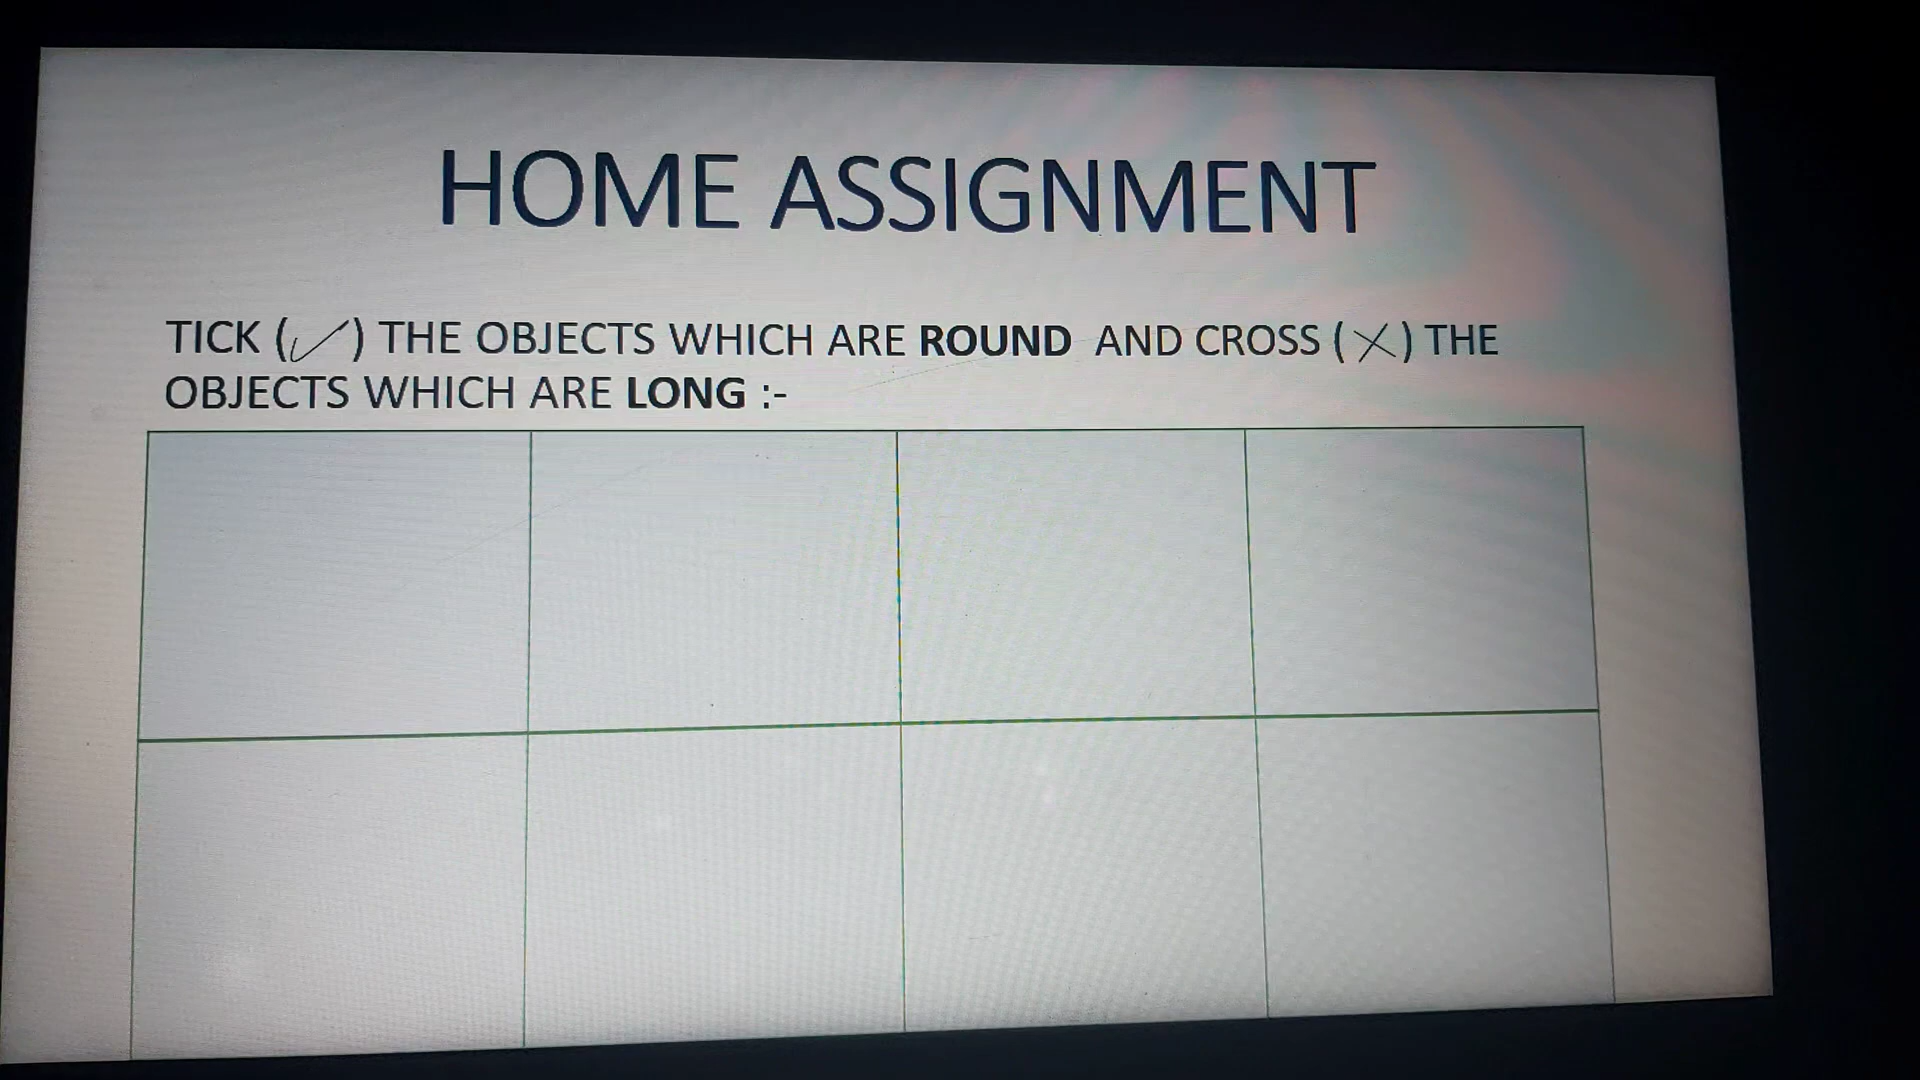 HOME ASSIGNMENT
TICK (✓) THE OBJECTS WHICH ARE ROUND AND CROSS (✗) THE
OBJECTS WHICH ARE LONG :-